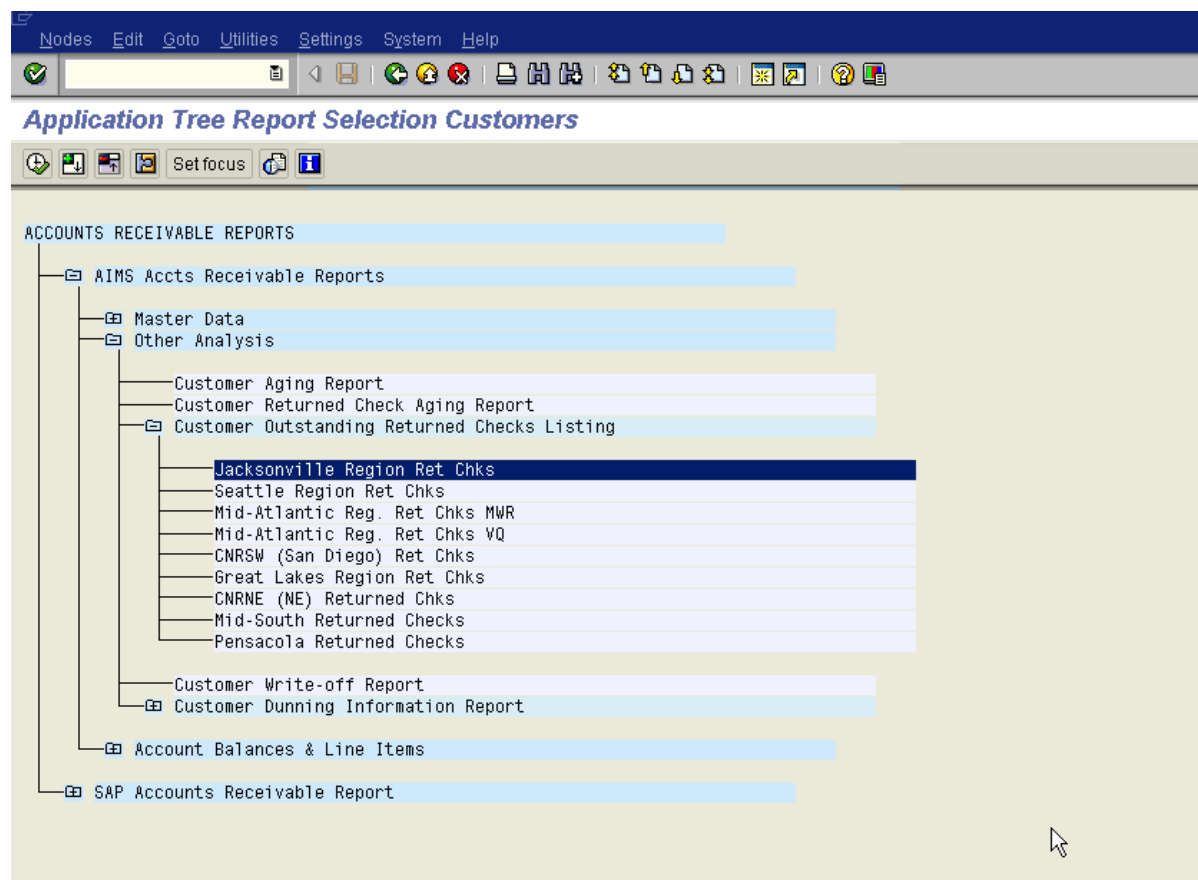 Nodes Edit Goto Utilities Settings System Help
Application Tree Report Selection Customers
Set focus
ACCOUNTS RECEIVABLE REPORTS
AIMS Accts Receivable Reports
Master Data
Other Analysis
Customer Aging Report
Customer Returned Check Aging Report
Customer Outstanding Returned Checks Listing
Jacksonville Region Ret Chks
Seattle Region Ret Chks
Mid-Atlantic Reg. Ret Chks MWR
Mid-Atlantic Reg. Ret Chks VQ
CNRSW (San Diego) Ret Chks
Great Lakes Region Ret Chks
CNRNE (NE) Returned Chks
Mid-South Returned Checks
Pensacola Returned Checks
Customer Write-off Report
Customer Dunning Information Report
Account Balances & Line Items
SAP Accounts Receivable Report